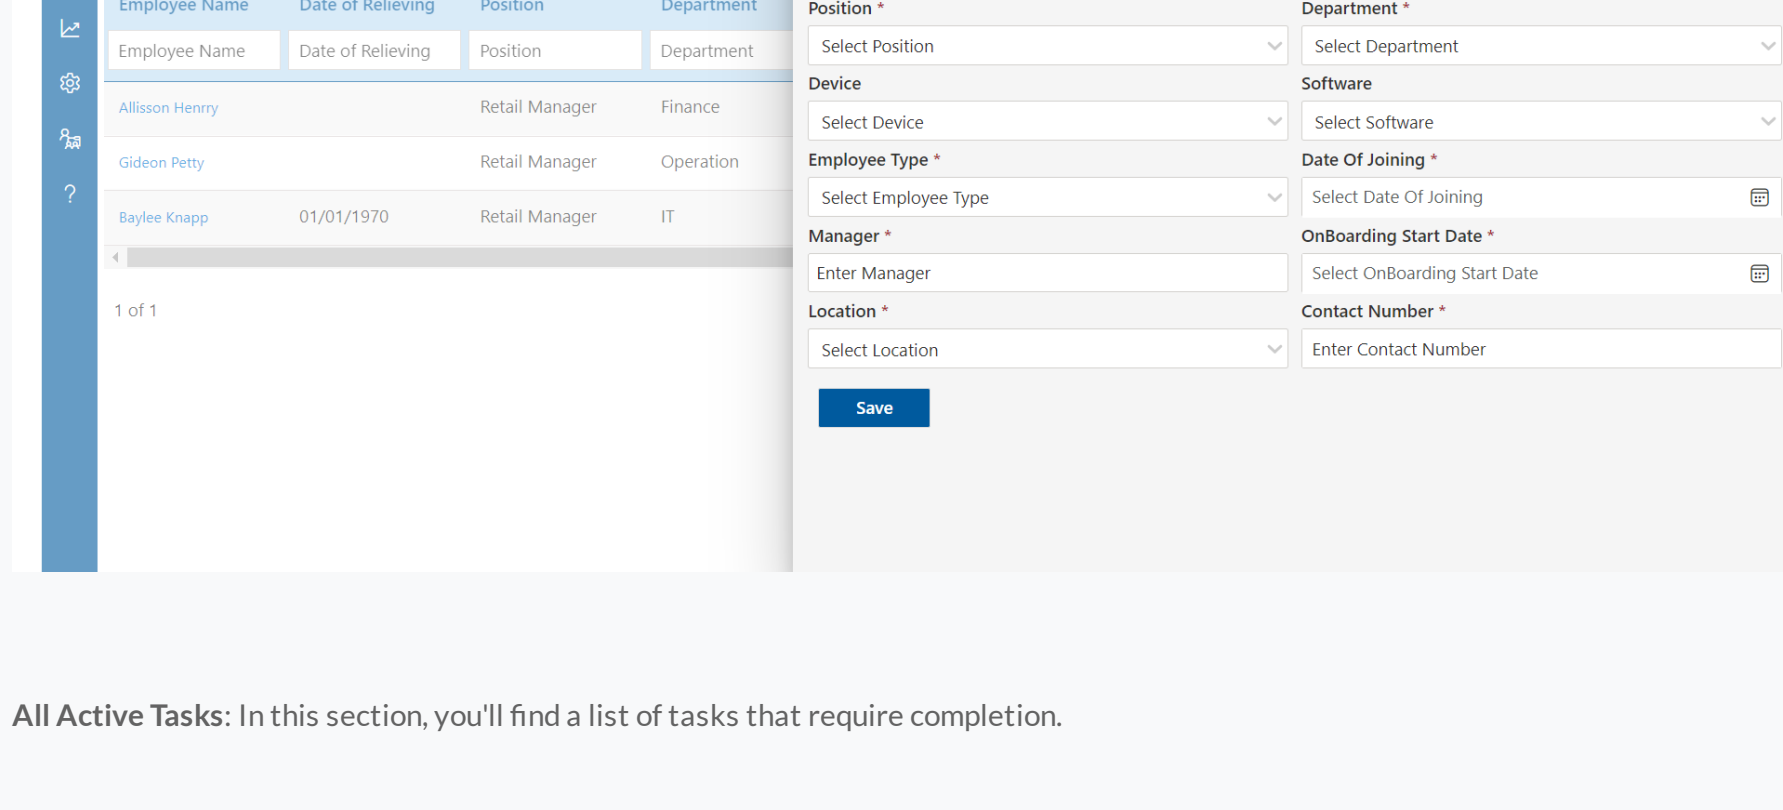 Employee Name Date of Relieving Position Department
Employee Name Date of Relieving Position Department
Allisson Henrry Retail Manager Finance
Gideon Petty Retail Manager Operation
Baylee Knapp 01/01/1970 Retail Manager IT
1 of 1
Position * Department *
Select Position Select Department
Device Software
Select Device Select Software
Employee Type * Date Of Joining *
Select Employee Type Select Date Of Joining
Manager * OnBoarding Start Date *
Enter Manager Select OnBoarding Start Date
Location * Contact Number *
Select Location Enter Contact Number
Save
All Active Tasks: In this section, you'll find a list of tasks that require completion.